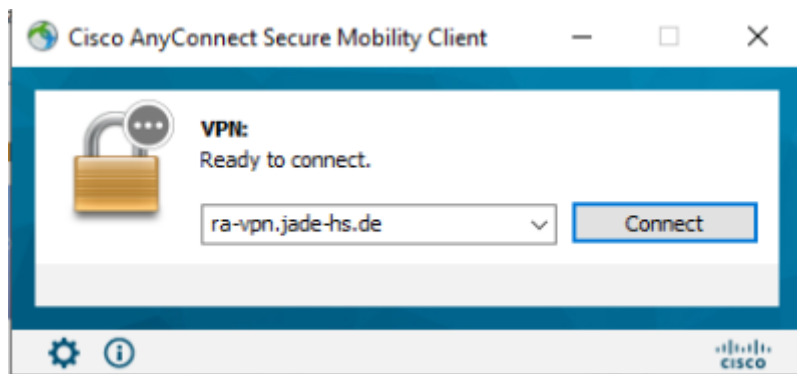 Cisco AnyConnect Secure Mobility Client
VPN:
Ready to connect.
ra-vpn.jade-hs.de
Connect
CISCO